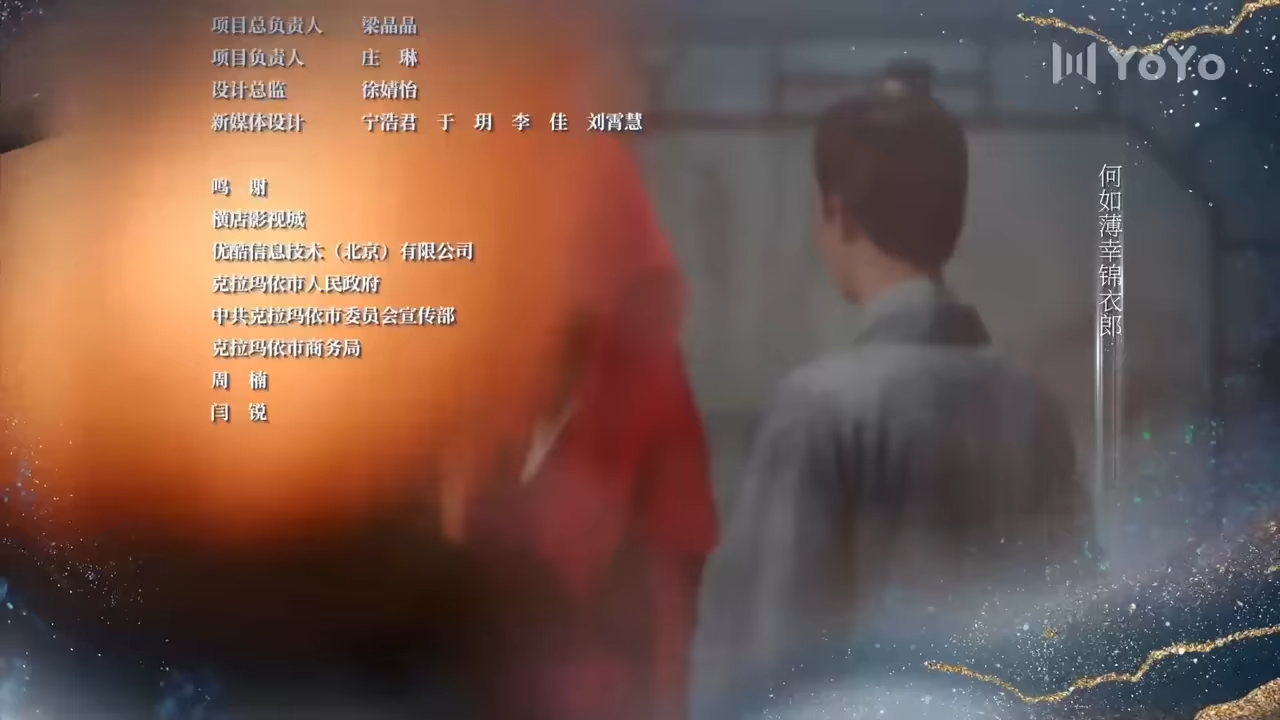 项目总负责人 梁晶晶
项目负责人 庄 琳
设计总监 徐婧怡
新媒体设计 宁浩君 于 玥 李 佳 刘霄慧
鸣 谢
横店影视城
优酷信息技术（北京）有限公司
克拉玛依市人民政府
中共克拉玛依市委员会宣传部
克拉玛依市商务局
周 楠
闫 锐
YoYo
何如薄幸锦衣郎